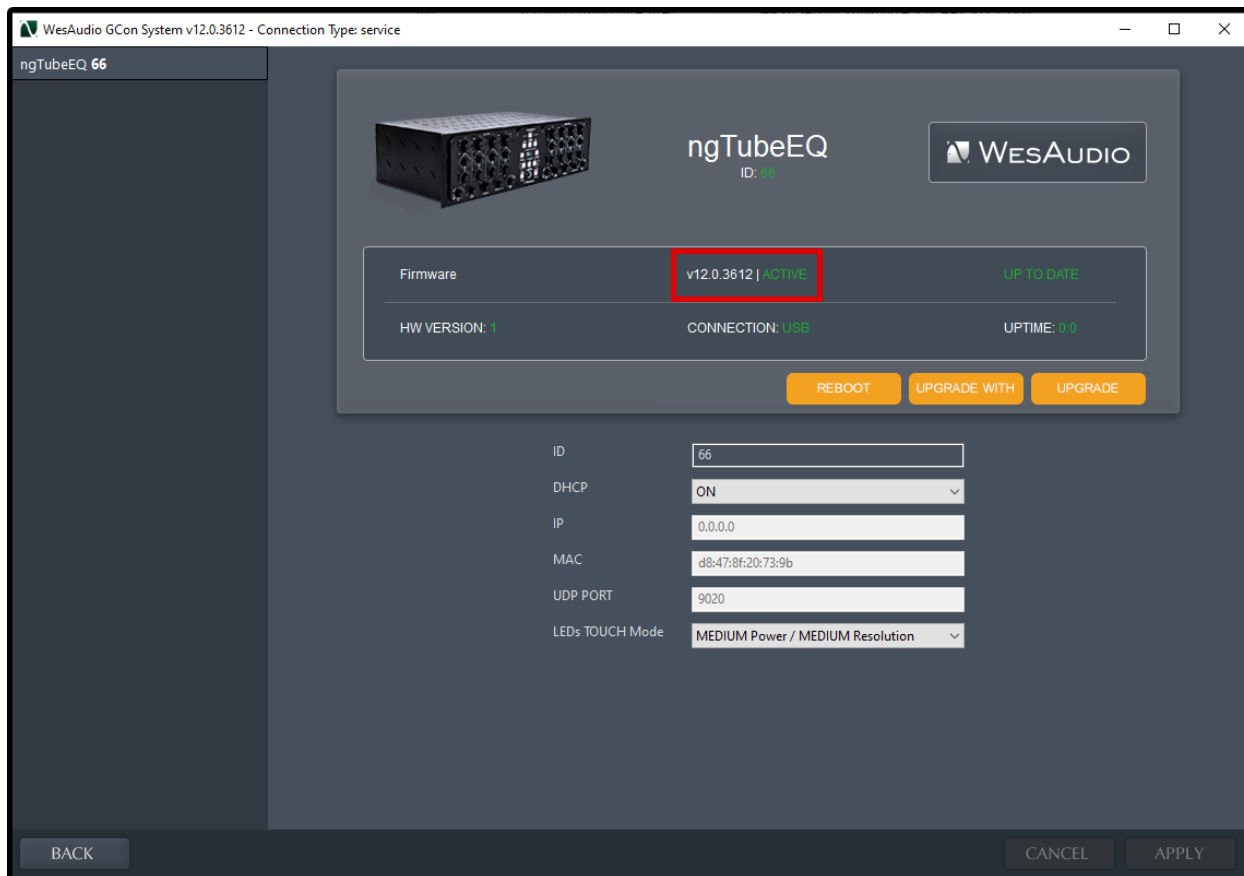 WesAudio GCon System v12.0.3612 - Connection Type: service
ngTubeEQ 66
ngTubeEQ
ID: 66
WESAUDIO
Firmware v12.0.3612 | ACTIVE UP TO DATE
HW VERSION: 1 CONNECTION: USB UPTIME: 0:0
REBOOT UPGRADE WITH UPGRADE
ID 66
DHCP ON
IP 0.0.0.0
MAC d8:47:8f:20:73:9b
UDP PORT 9020
LEDs TOUCH Mode MEDIUM Power / MEDIUM Resolution
BACK CANCEL APPLY